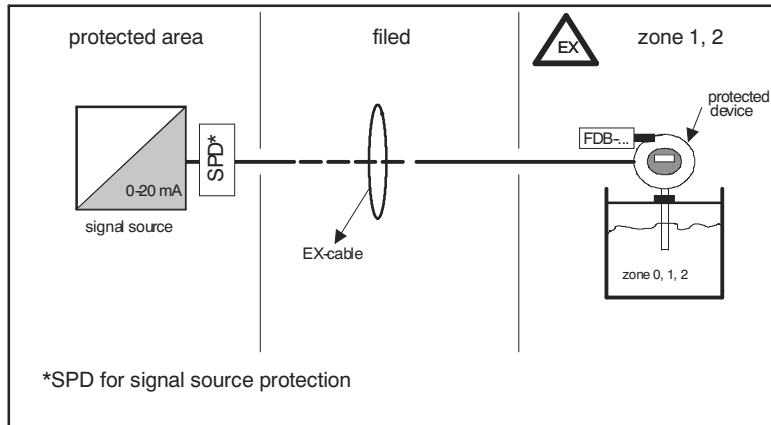 protected area
filed
EX
zone 1, 2
protected
device
FDB-...
SPD*
0-20 mA
signal source
EX-cable
zone 0, 1, 2
*SPD for signal source protection